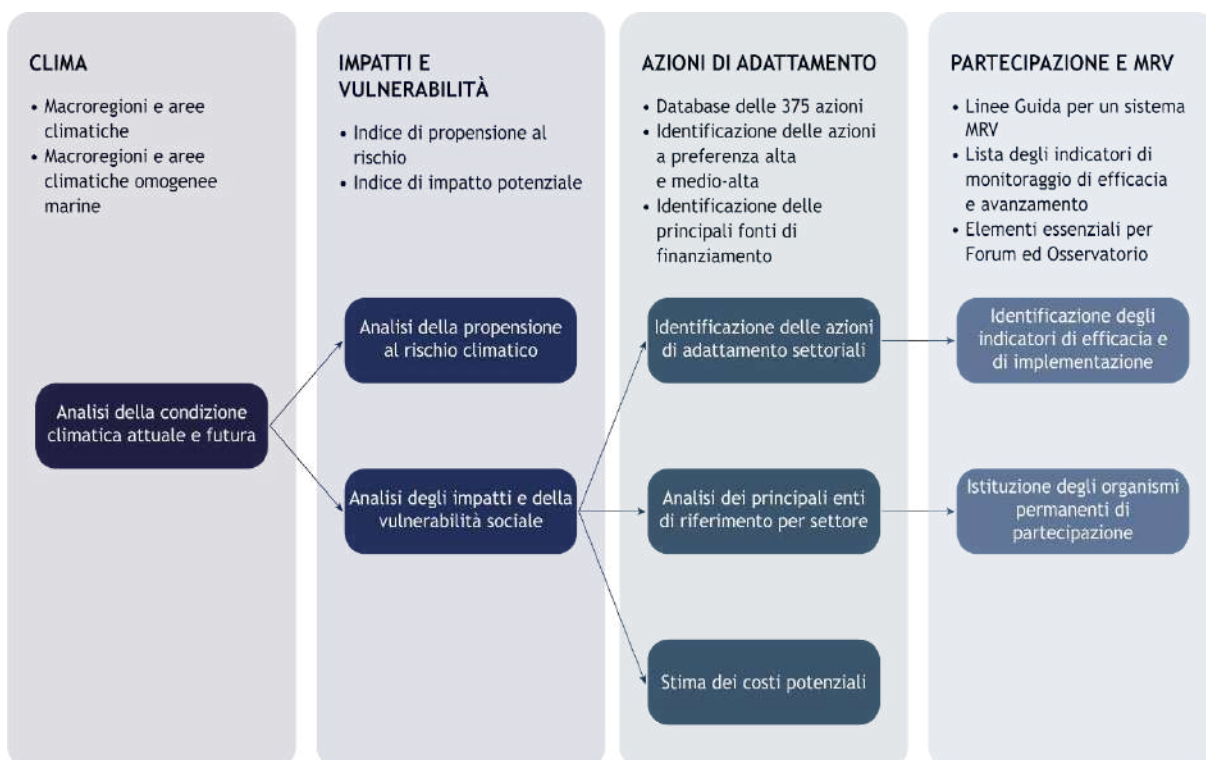 CLIMA
• Macroregioni e aree
climatiche
• Macroregioni e aree
climatiche omogenee
marine
IMPATTI E
VULNERABILITÀ
• Indice di propensione al
rischio
• Indice di impatto potenziale
AZIONI DI ADATTAMENTO
• Database delle 375 azioni
• Identificazione delle azioni
a preferenza alta
e medio-alta
• Identificazione delle
principali fonti di
finanziamento
PARTECIPAZIONE E MRV
• Linee Guida per un sistema
MRV
• Lista degli indicatori di
monitoraggio di efficacia
e avanzamento
• Elementi essenziali per
Forum ed Osservatorio
Analisi della condizione
climatica attuale e futura
Analisi della propensione
al rischio climatico
Analisi degli impatti e della
vulnerabilità sociale
Identificazione delle azioni
di adattamento settoriali
Analisi dei principali enti
di riferimento per settore
Stima dei costi potenziali
Identificazione degli
indicatori di efficacia e
di implementazione
Istituzione degli organismi
permanenti di
partecipazione